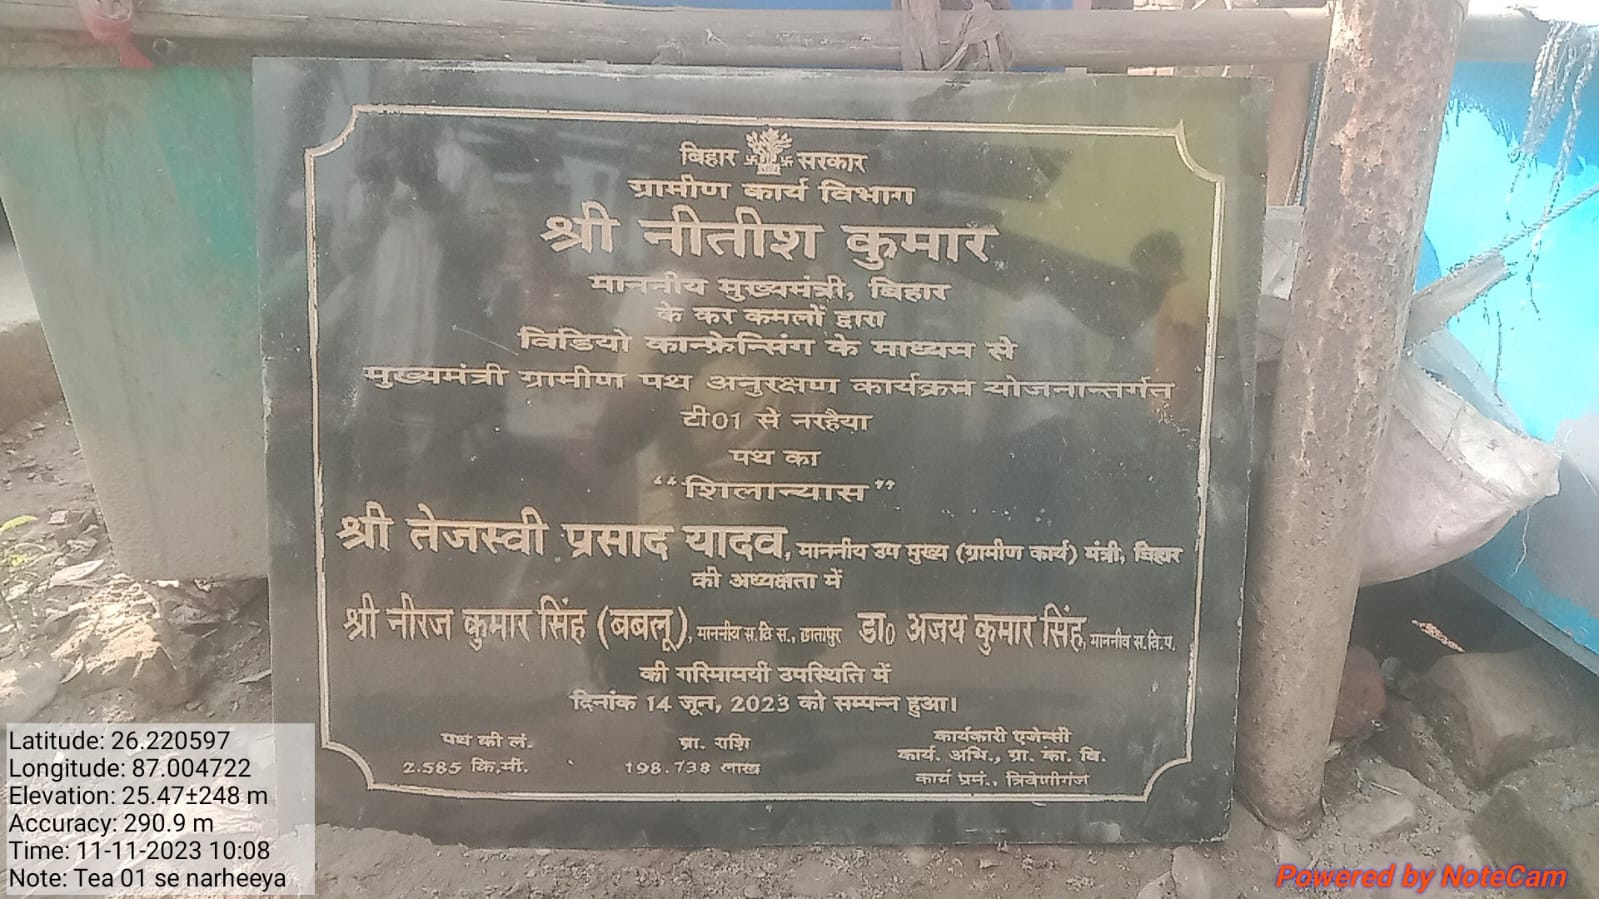 बिहार सरकार
ग्रामीण कार्य विभाग
श्री नीतीश कुमार
माननीय मुख्यमंत्री, बिहार
के कर कमलों द्वारा
विडियो कान्फ्रेन्सिंग के माध्यम से
मुख्यमंत्री ग्रामीण पथ अनुरक्षण कार्यक्रम योजनान्तर्गत
टी01 से नरहैया
पथ का
“शिलान्यास”
श्री तेजस्वी प्रसाद यादव, माननीय उप मुख्य (ग्रामीण कार्य) मंत्री, बिहार
की अध्यक्षता में
श्री नीरज कुमार सिंह (बबलू), माननीय स.वि.स., छातापुर डा0 अजय कुमार सिंह, माननीय स.वि.प.
की गरिमामयी उपस्थिति में
दिनांक 14 जून, 2023 को सम्पन्न हुआ।
पथ की लं.
2.585 कि.मी.
प्रा. राशि
198.738 लाख
कार्यकारी एजेन्सी
कार्य. अभि., ग्रा. का. वि.
कार्य प्रमं., त्रिवेणीगंज
Latitude: 26.220597
Longitude: 87.004722
Elevation: 25.47±248 m
Accuracy: 290.9 m
Time: 11-11-2023 10:08
Note: Tea 01 se narheeya
Powered by NoteCam